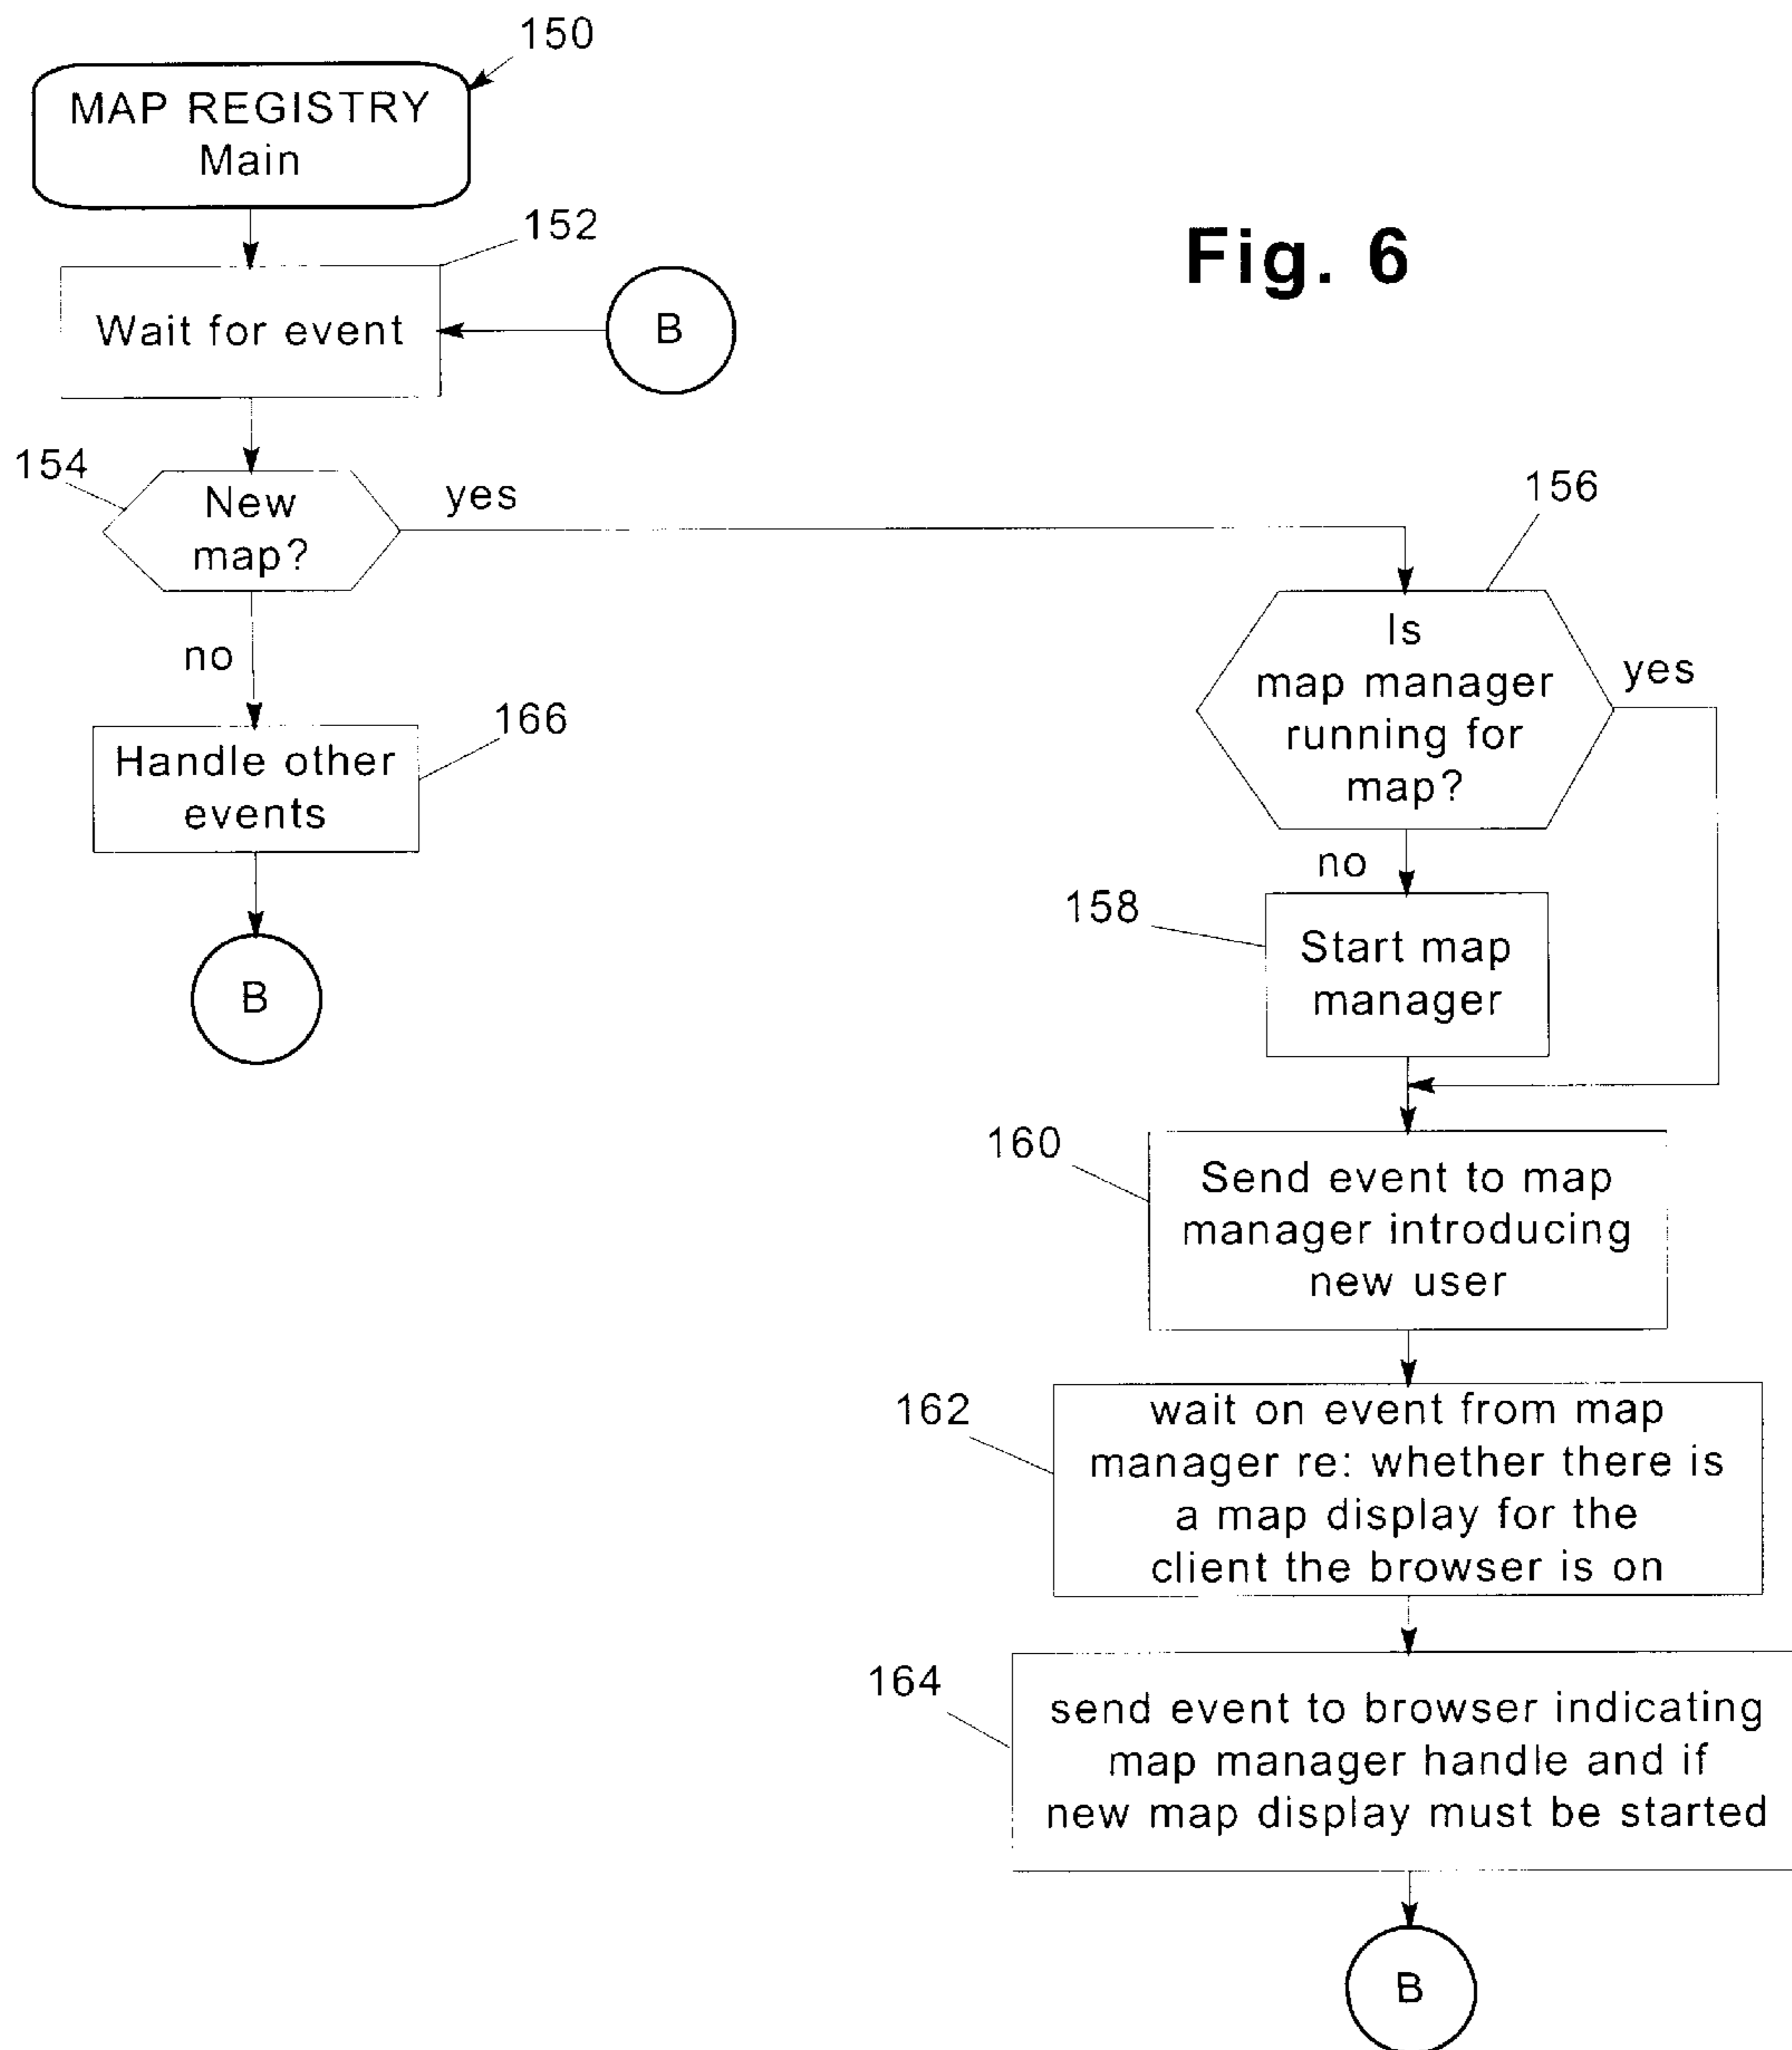 150
MAP REGISTRY
Main
152
Fig. 6
Wait for event
B
154
New
map?
yes
156
Is
map manager
running for
map?
yes
no
166
Handle other
events
no
158
Start map
manager
B
160
Send event to map
manager introducing
new user
162
wait on event from map
manager re: whether there is
a map display for the
client the browser is on
164
send event to browser indicating
map manager handle and if
new map display must be started
B